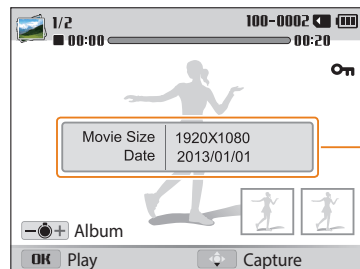 1/2 100-0002
00:00 00:20
Movie Size 1920X1080
Date 2013/01/01
Album
OK Play Capture